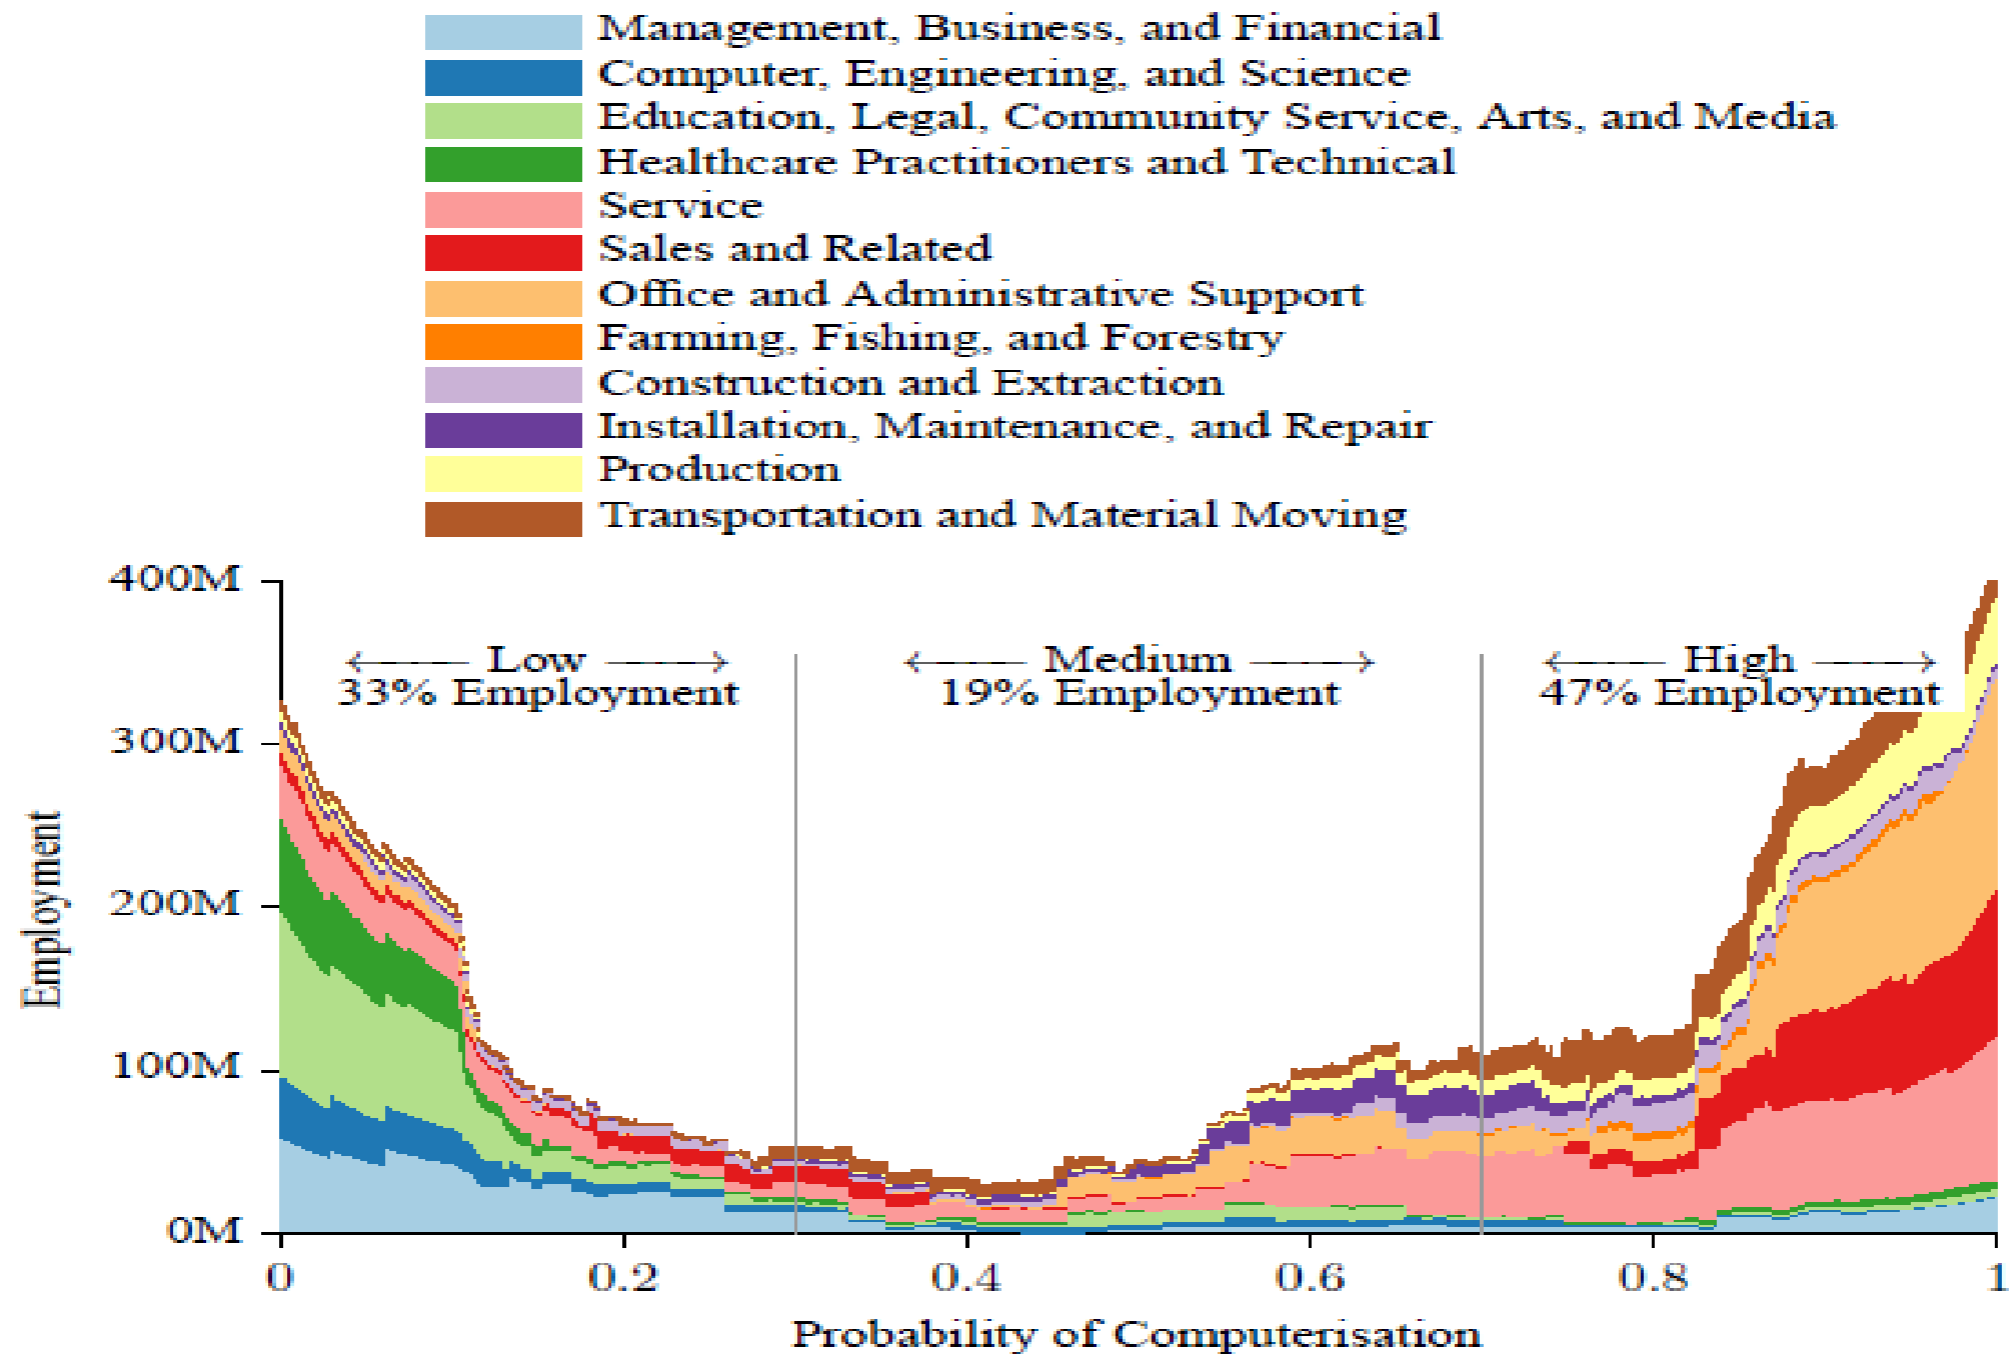 Management, Business, and Financial
Computer, Engineering, and Science
Education, Legal, Community Service, Arts, and Media
Healthcare Practitioners and Technical
Service
Sales and Related
Office and Administrative Support
Farming, Fishing, and Forestry
Construction and Extraction
Installation, Maintenance, and Repair
Production
Transportation and Material Moving
400M
300M
200M
100M
0M
Employment
← Low →
33% Employment
← Medium →
19% Employment
← High →
47% Employment
0 0.2 0.4 0.6 0.8 1
Probability of Computerisation